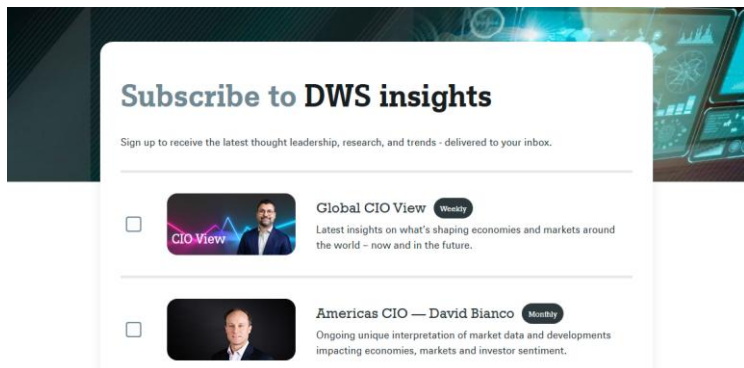 Subscribe to DWS insights
Sign up to receive the latest thought leadership, research, and trends - delivered to your inbox.
CIO View
Global CIO View Weekly
Latest insights on what's shaping economies and markets around
the world – now and in the future.
Americas CIO — David Bianco Monthly
Ongoing unique interpretation of market data and developments
impacting economies, markets and investor sentiment.